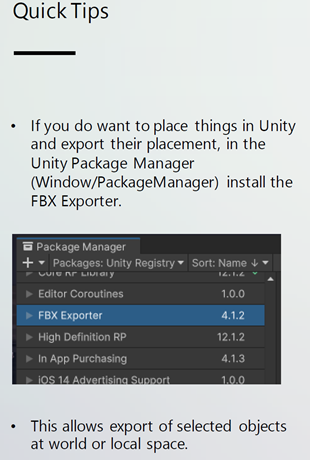 Quick Tips
• If you do want to place things in Unity
and export their placement, in the
Unity Package Manager
(Window/PackageManager) install the
FBX Exporter.
Package Manager
+ ▾ Packages: Unity Registry ▾ Sort: Name ↓ ▾
Core RP Library 12.1.2
Editor Coroutines 1.0.0
FBX Exporter 4.1.2
High Definition RP 12.1.2
In App Purchasing 4.1.3
iOS 14 Advertising Support 1.0.0
• This allows export of selected objects
at world or local space.